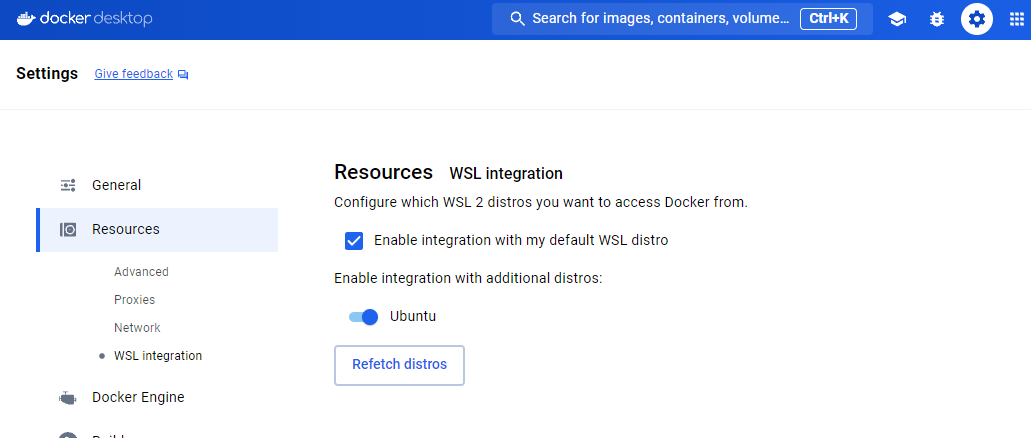 docker desktop
Search for images, containers, volume...
Ctrl+K
Settings
Give feedback
General
Resources
Advanced
Proxies
Network
WSL integration
Docker Engine
Resources WSL integration
Configure which WSL 2 distros you want to access Docker from.
Enable integration with my default WSL distro
Enable integration with additional distros:
Ubuntu
Refetch distros